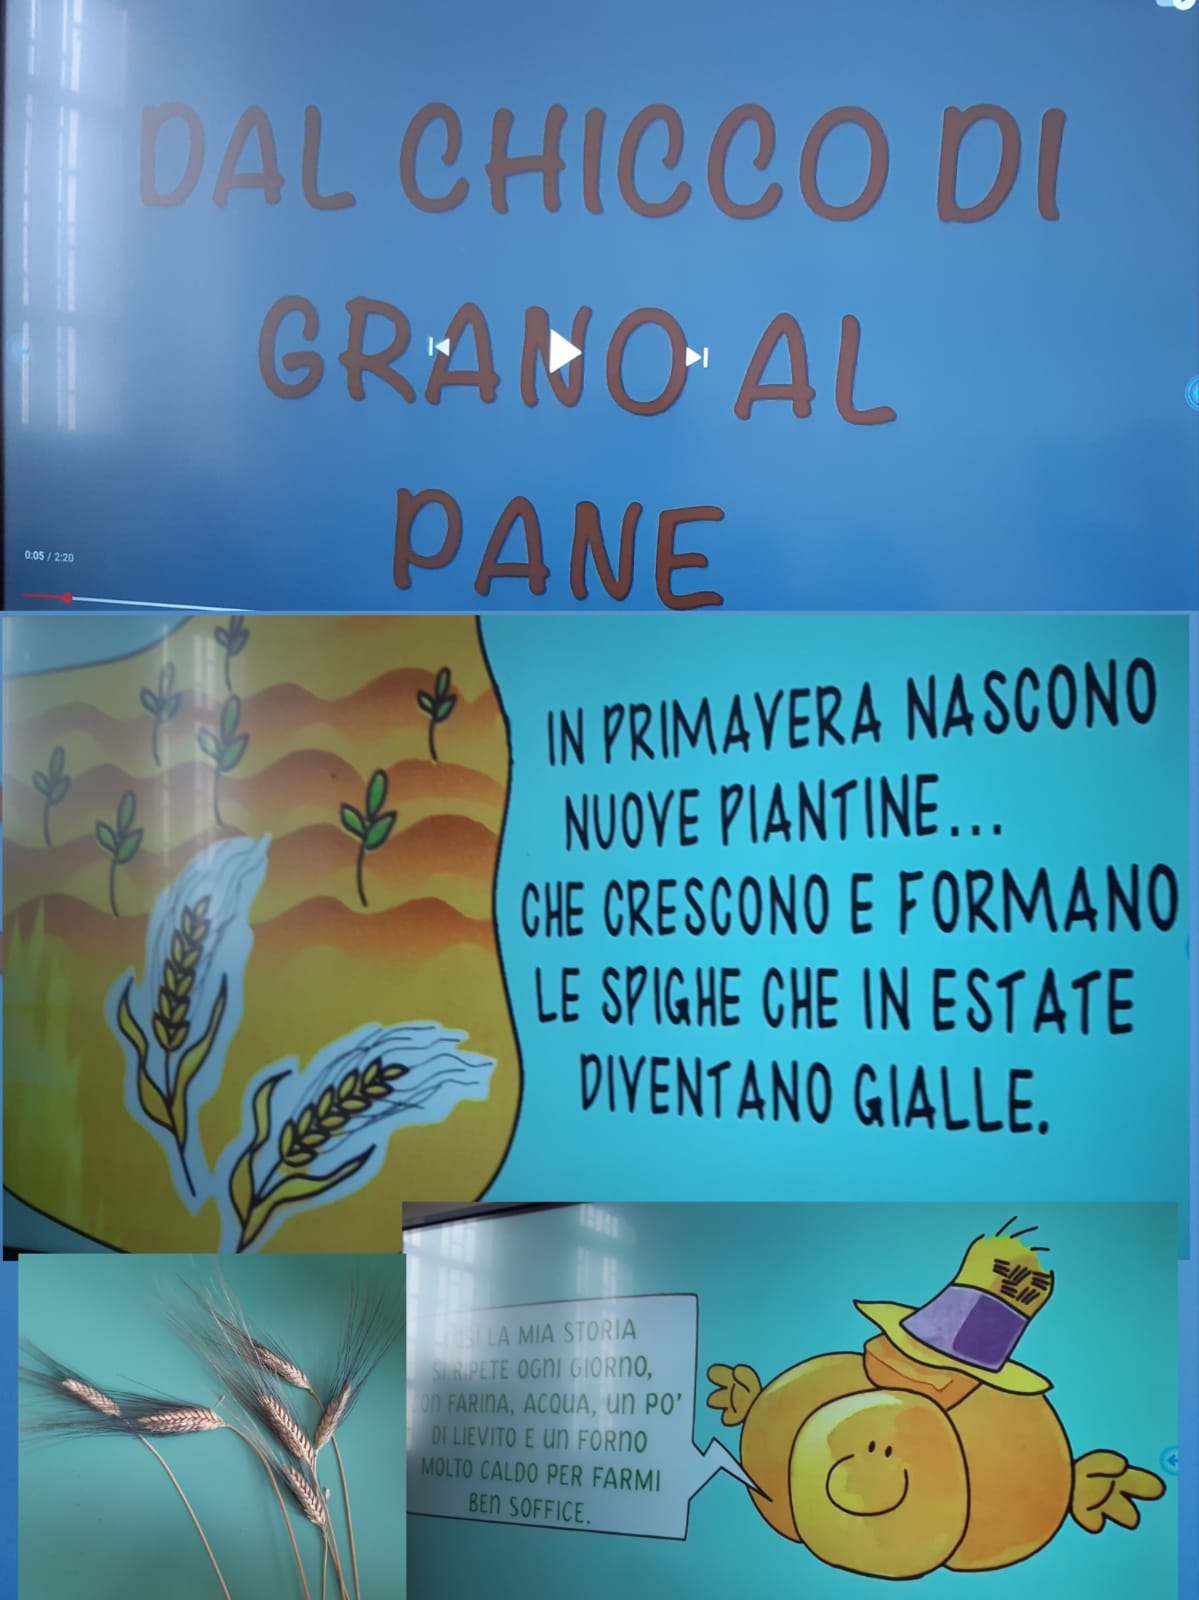 DAL CHICCO DI
GRANO AL
PANE
0:05 / 2:20
IN PRIMAVERA NASCONO
NUOVE PIANTINE...
CHE CRESCONO E FORMANO
LE SPIGHE CHE IN ESTATE
DIVENTANO GIALLE.
LA MIA STORIA
SI RIPETE OGNI GIORNO,
CON FARINA, ACQUA, UN PO'
DI LIEVITO E UN FORNO
MOLTO CALDO PER FARMI
BEN SOFFICE.